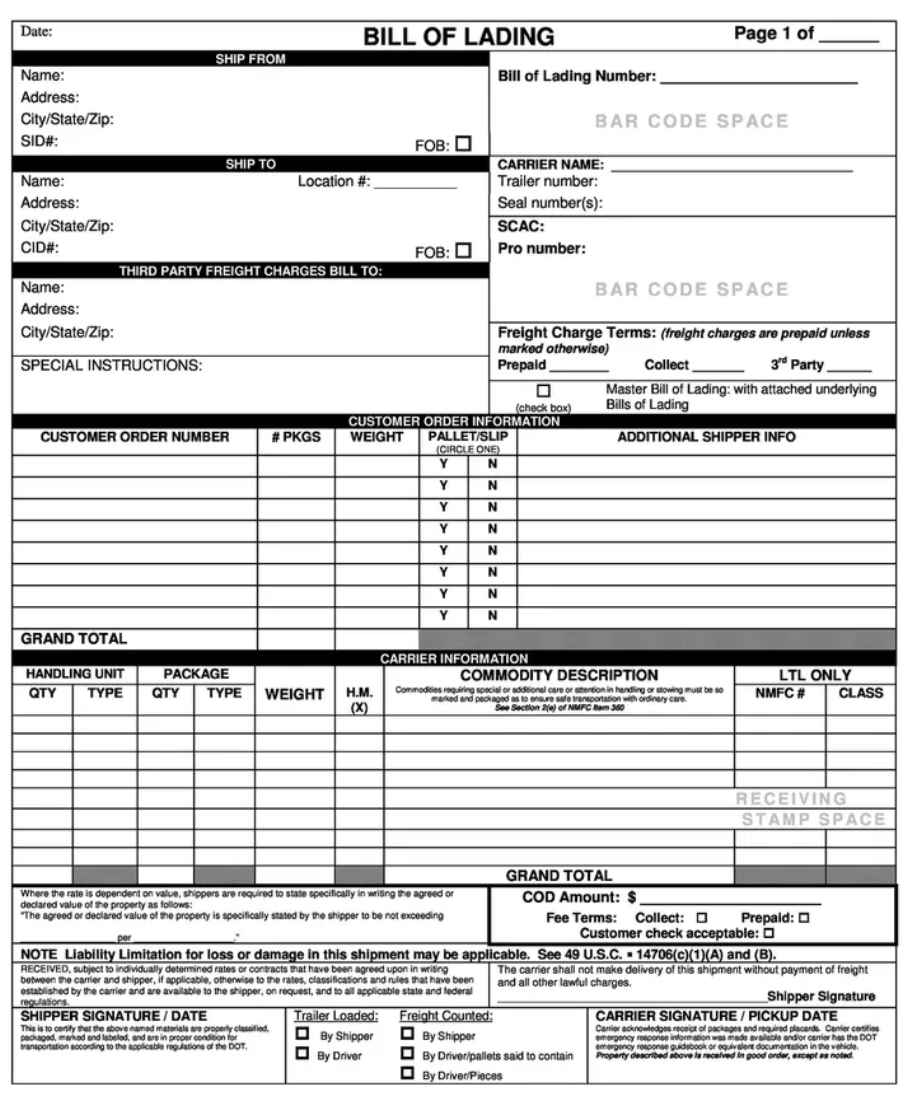 Date:
BILL OF LADING
Page 1 of ______
SHIP FROM
Name:
Address:
City/State/Zip:
SID#:
FOB: ☐
Bill of Lading Number: ______________________
BAR CODE SPACE
SHIP TO
Name:
Location #: __________
Address:
City/State/Zip:
CID#:
FOB: ☐
CARRIER NAME: ______________________________
Trailer number:
Seal number(s):
SCAC:
Pro number:
BAR CODE SPACE
THIRD PARTY FREIGHT CHARGES BILL TO:
Name:
Address:
City/State/Zip:
SPECIAL INSTRUCTIONS:
Freight Charge Terms: (freight charges are prepaid unless
marked otherwise)
Prepaid ________ Collect _______ 3rd Party ______
☐
(check box)
Master Bill of Lading: with attached underlying
Bills of Lading
CUSTOMER ORDER INFORMATION
CUSTOMER ORDER NUMBER # PKGS WEIGHT PALLET/SLIP ADDITIONAL SHIPPER INFO
(CIRCLE ONE)
Y N
Y N
Y N
Y N
Y N
Y N
Y N
Y N
GRAND TOTAL
CARRIER INFORMATION
HANDLING UNIT PACKAGE COMMODITY DESCRIPTION LTL ONLY
QTY TYPE QTY TYPE WEIGHT H.M. (X)
Commodities requiring special or additional care or attention in handling or stowing must be so
marked and packaged as to ensure safe transportation with ordinary care.
See Section 2(e) of NMFC Item 360
NMFC # CLASS
RECEIVING
STAMP SPACE
GRAND TOTAL
Where the rate is dependent on value, shippers are required to state specifically in writing the agreed or
declared value of the property as follows:
"The agreed or declared value of the property is specifically stated by the shipper to be not exceeding
__________________ per ___________________."
COD Amount: $ ______________________
Fee Terms: Collect: ☐ Prepaid: ☐
Customer check acceptable: ☐
NOTE Liability Limitation for loss or damage in this shipment may be applicable. See 49 U.S.C. ▪ 14706(c)(1)(A) and (B).
RECEIVED, subject to individually determined rates or contracts that have been agreed upon in writing
between the carrier and shipper, if applicable, otherwise to the rates, classifications and rules that have been
established by the carrier and are available to the shipper, on request, and to all applicable state and federal
regulations.
The carrier shall not make delivery of this shipment without payment of freight
and all other lawful charges.
_______________________________________Shipper Signature
SHIPPER SIGNATURE / DATE
This is to certify that the above named materials are properly classified,
packaged, marked and labeled, and are in proper condition for
transportation according to the applicable regulations of the DOT.
Trailer Loaded:
☐ By Shipper
☐ By Driver
Freight Counted:
☐ By Shipper
☐ By Driver/pallets said to contain
☐ By Driver/Pieces
CARRIER SIGNATURE / PICKUP DATE
Carrier acknowledges receipt of packages and required placards. Carrier certifies
emergency response information was made available and/or carrier has the DOT
emergency response guidebook or equivalent documentation in the vehicle.
Property described above is received in good order, except as noted.